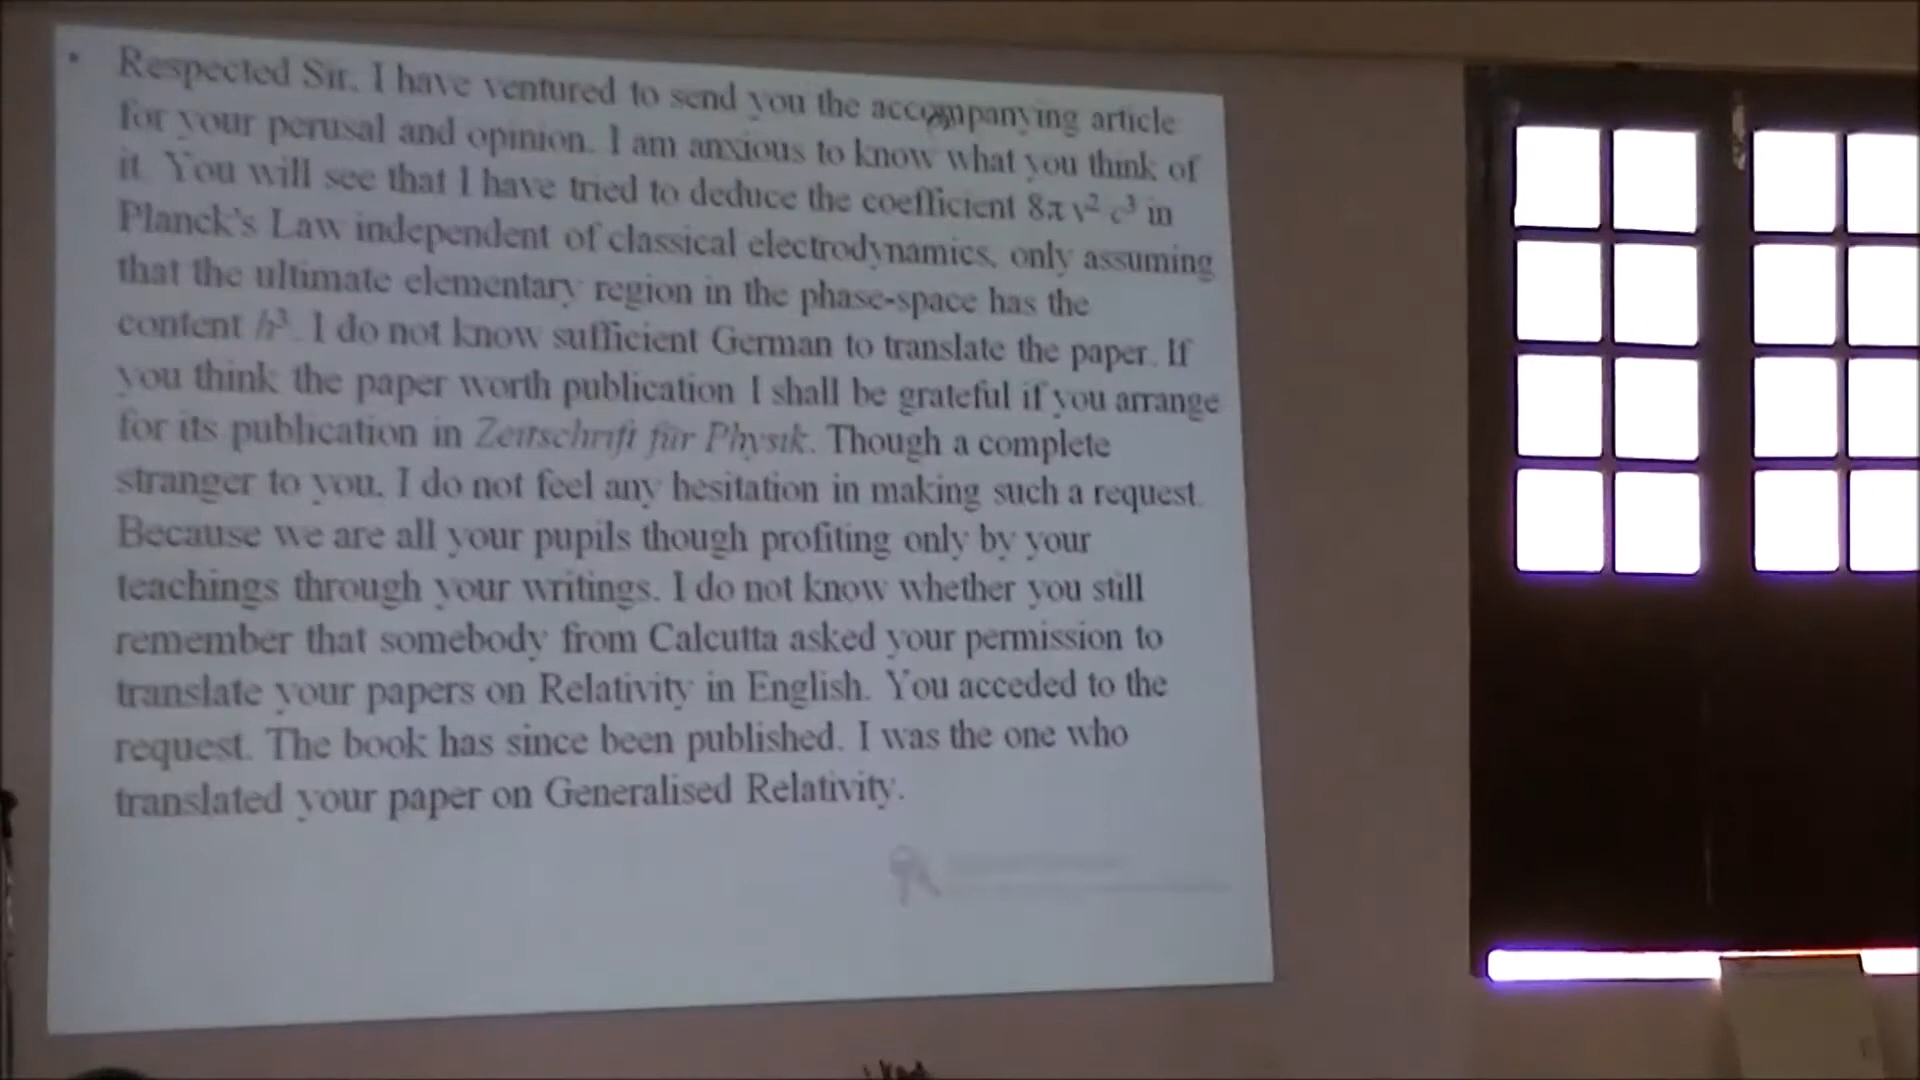 • Respected Sir, I have ventured to send you the accompanying article
for your perusal and opinion. I am anxious to know what you think of
it. You will see that I have tried to deduce the coefficient 8π ν² c³ in
Planck's Law independent of classical electrodynamics, only assuming
that the ultimate elementary region in the phase-space has the
content h³. I do not know sufficient German to translate the paper. If
you think the paper worth publication I shall be grateful if you arrange
for its publication in Zeitschrift für Physik. Though a complete
stranger to you, I do not feel any hesitation in making such a request.
Because we are all your pupils though profiting only by your
teachings through your writings. I do not know whether you still
remember that somebody from Calcutta asked your permission to
translate your papers on Relativity in English. You acceded to the
request. The book has since been published. I was the one who
translated your paper on Generalised Relativity.